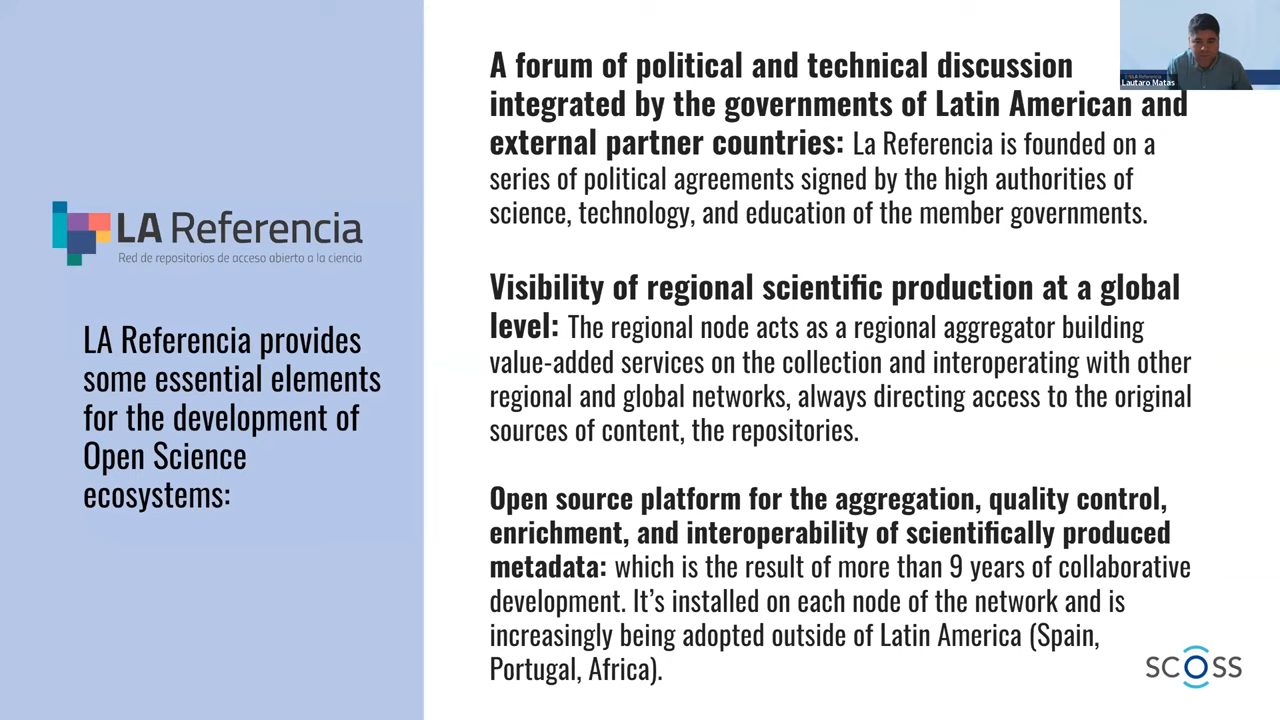 LA Referencia
Red de repositorios de acceso abierto a la ciencia
LA Referencia provides
some essential elements
for the development of
Open Science
ecosystems:
A forum of political and technical discussion
integrated by the governments of Latin American and
external partner countries: La Referencia is founded on a
series of political agreements signed by the high authorities of
science, technology, and education of the member governments.
Visibility of regional scientific production at a global
level: The regional node acts as a regional aggregator building
value-added services on the collection and interoperating with other
regional and global networks, always directing access to the original
sources of content, the repositories.
Open source platform for the aggregation, quality control,
enrichment, and interoperability of scientifically produced
metadata: which is the result of more than 9 years of collaborative
development. It’s installed on each node of the network and is
increasingly being adopted outside of Latin America (Spain,
Portugal, Africa).
LA Referencia
Lautaro Matas
SCOSS